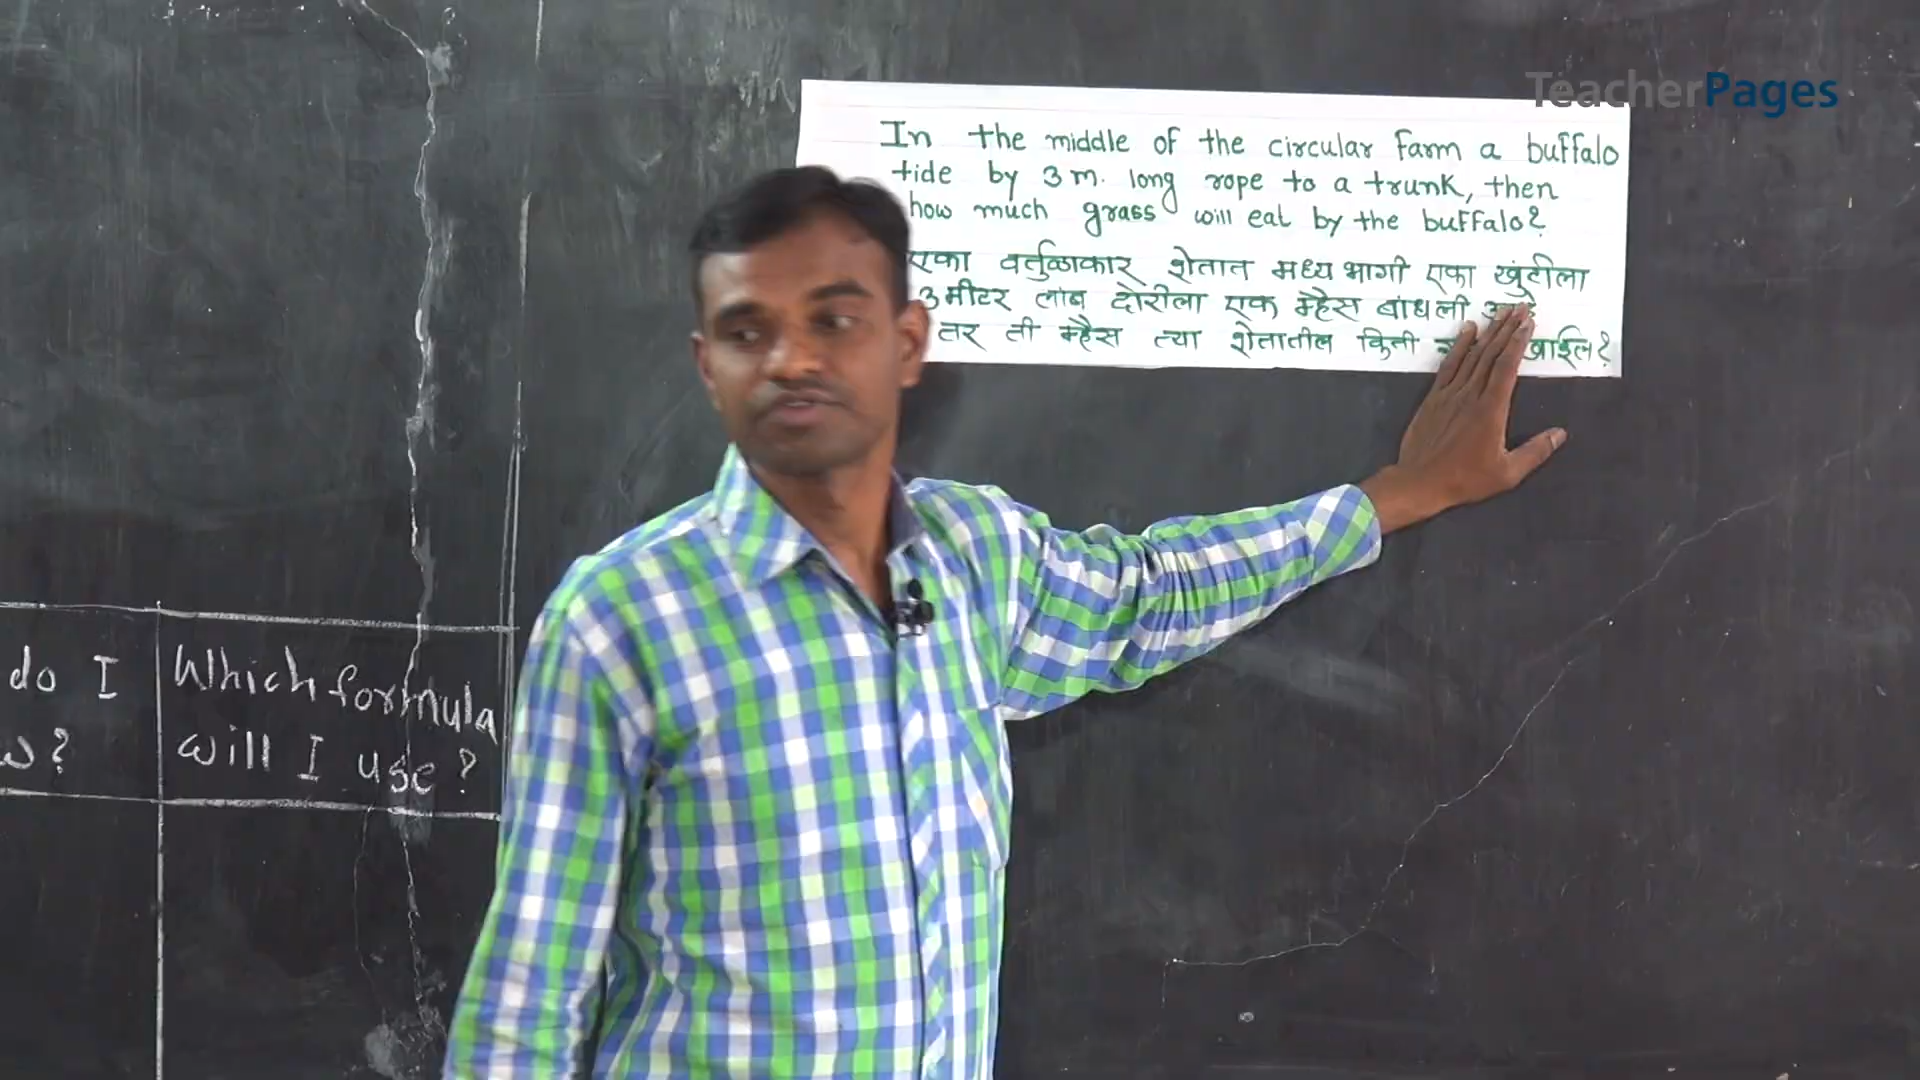 TeacherPages
In the middle of the circular farm a buffalo
tide by 3 m. long rope to a trunk, then
how much grass will eat by the buffalo?
एका वर्तुळाकार शेतात मध्यभागी एका खुंटीला
3 मीटर लांब दोरीला एक म्हैस बांधली
तर ती म्हैस त्या शेतातील किती खाईल?
do I
Which formula
will I use?